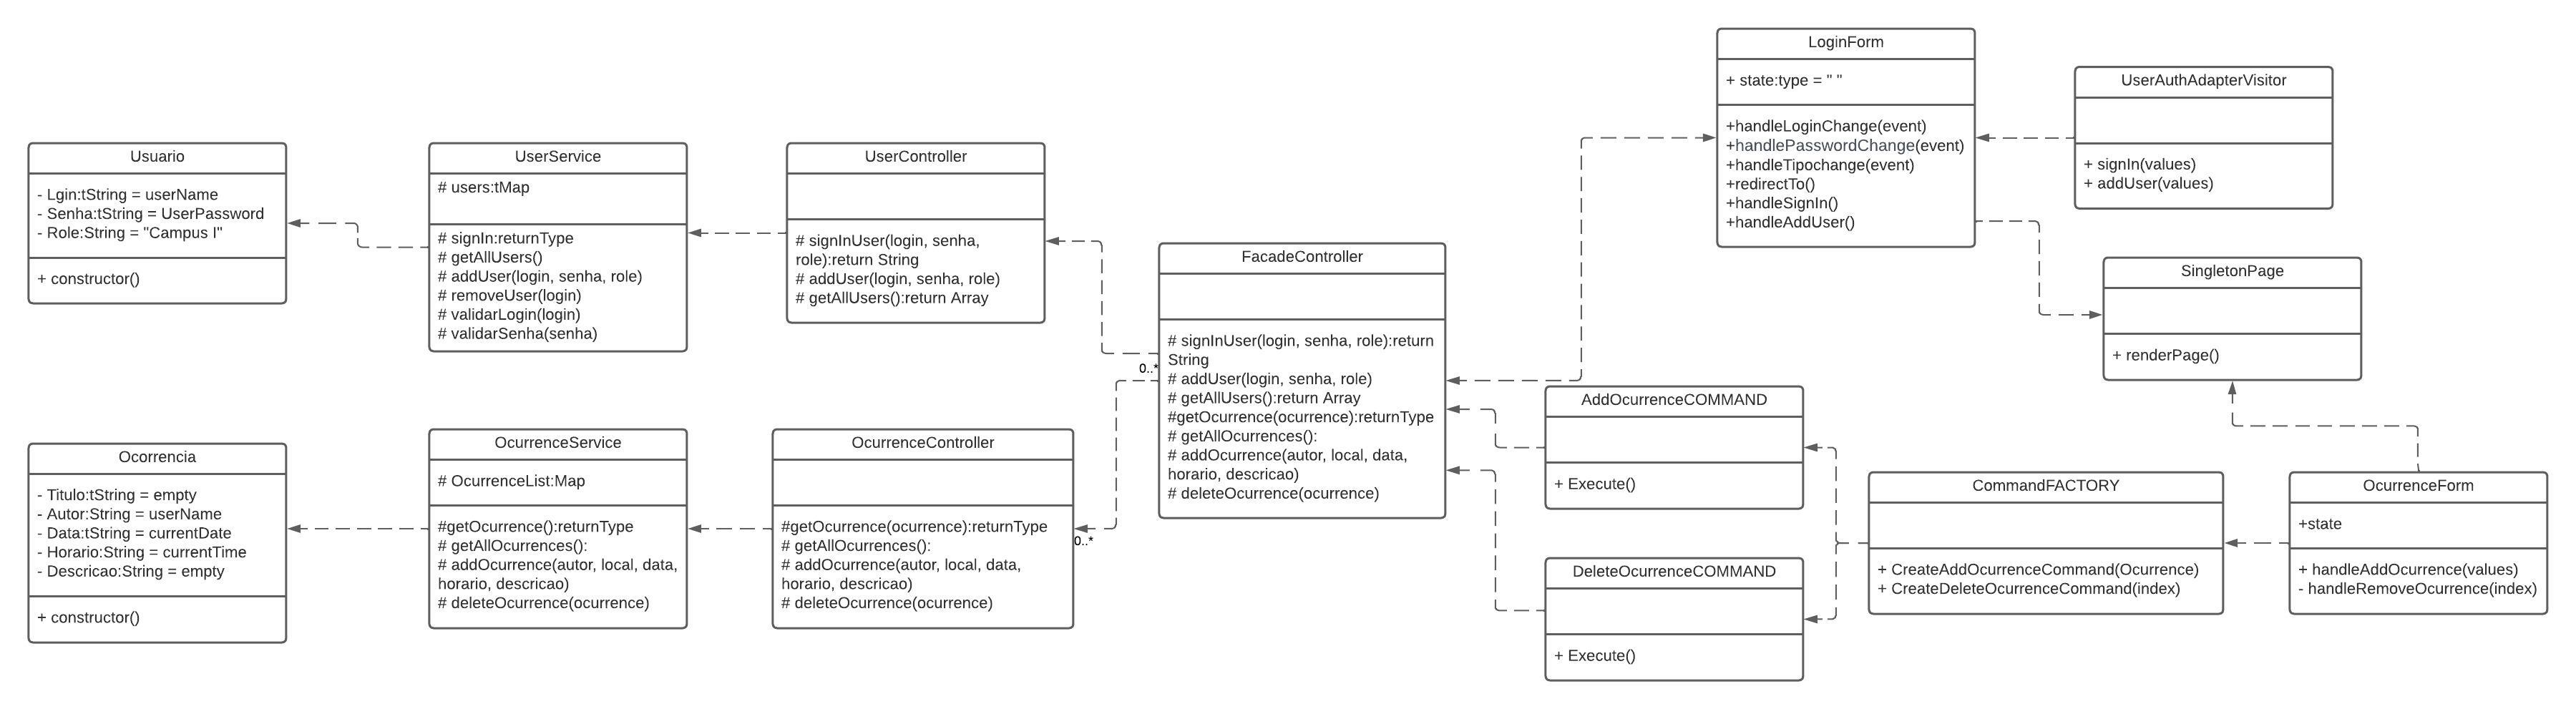 Usuario
- Lgin:tString = userName
- Senha:tString = UserPassword
- Role:String = "Campus I"
+ constructor()
UserService
# users:tMap
# signIn:returnType
# getAllUsers()
# addUser(login, senha, role)
# removeUser(login)
# validarLogin(login)
# validarSenha(senha)
UserController
# signInUser(login, senha,
role):return String
# addUser(login, senha, role)
# getAllUsers():return Array
Ocorrencia
- Titulo:tString = empty
- Autor:String = userName
- Data:tString = currentDate
- Horario:String = currentTime
- Descricao:String = empty
+ constructor()
OcurrenceService
# OcurrenceList:Map
#getOcurrence():returnType
# getAllOcurrences():
# addOcurrence(autor, local, data,
horario, descricao)
# deleteOcurrence(ocurrence)
OcurrenceController
#getOcurrence(ocurrence):returnType
# getAllOcurrences():
# addOcurrence(autor, local, data,
horario, descricao)
# deleteOcurrence(ocurrence)
0..*
0..*
FacadeController
# signInUser(login, senha, role):return
String
# addUser(login, senha, role)
# getAllUsers():return Array
#getOcurrence(ocurrence):returnType
# getAllOcurrences():
# addOcurrence(autor, local, data,
horario, descricao)
# deleteOcurrence(ocurrence)
LoginForm
+ state:type = " "
+handleLoginChange(event)
+handlePasswordChange(event)
+handleTipochange(event)
+redirectTo()
+handleSignIn()
+handleAddUser()
UserAuthAdapterVisitor
+ signIn(values)
+ addUser(values)
SingletonPage
+ renderPage()
AddOcurrenceCOMMAND
+ Execute()
DeleteOcurrenceCOMMAND
+ Execute()
CommandFACTORY
+ CreateAddOcurrenceCommand(Ocurrence)
+ CreateDeleteOcurrenceCommand(index)
OcurrenceForm
+state
+ handleAddOcurrence(values)
- handleRemoveOcurrence(index)